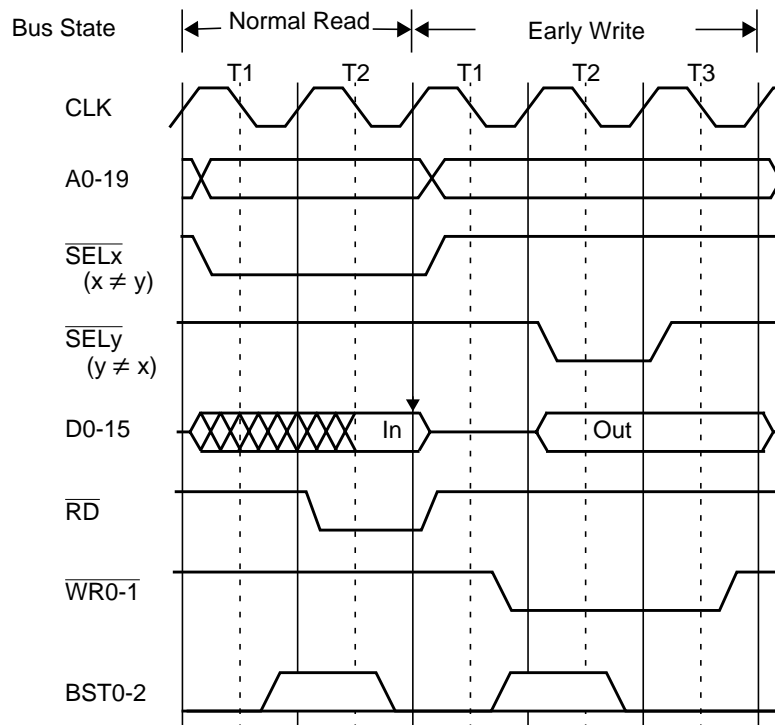 Bus State Normal Read Early Write
T1 T2 T1 T2 T3
CLK
A0-19
SELx
(x ≠ y)
SELy
(y ≠ x)
D0-15 In Out
RD
WR0-1
BST0-2